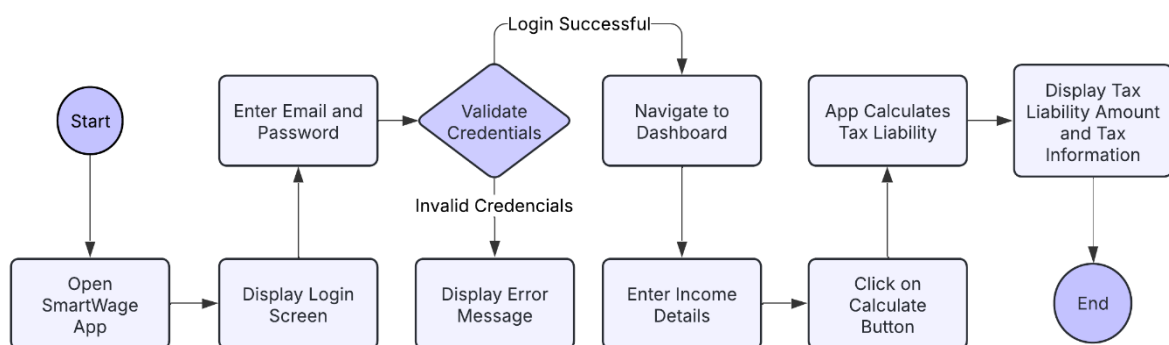 Start
Open
SmartWage
App
Display Login
Screen
Enter Email and
Password
Validate
Credentials
Invalid Credencials
Display Error
Message
Login Successful
Navigate to
Dashboard
Enter Income
Details
Click on
Calculate
Button
App Calculates
Tax Liability
Display Tax
Liability Amount
and Tax
Information
End